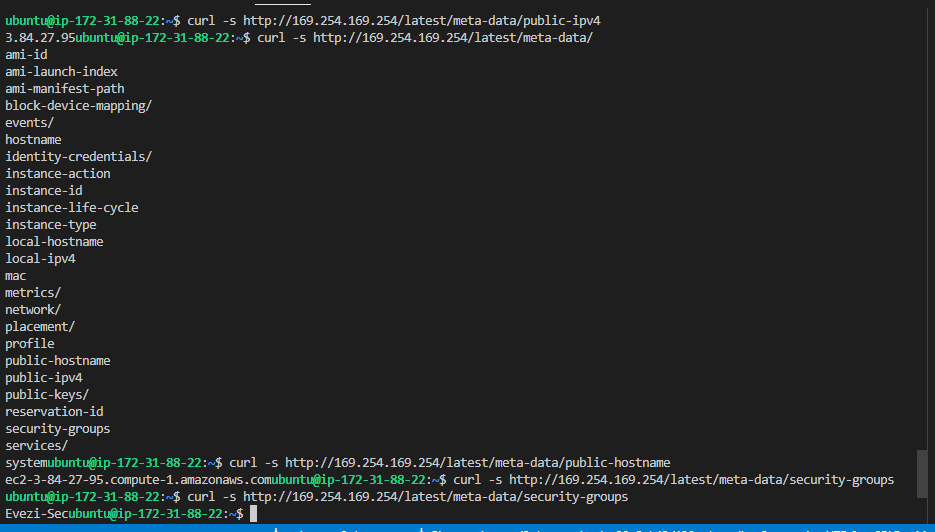 ubuntu@ip-172-31-88-22:~$ curl -s http://169.254.169.254/latest/meta-data/public-ipv4
3.84.27.95ubuntu@ip-172-31-88-22:~$ curl -s http://169.254.169.254/latest/meta-data/
ami-id
ami-launch-index
ami-manifest-path
block-device-mapping/
events/
hostname
identity-credentials/
instance-action
instance-id
instance-life-cycle
instance-type
local-hostname
local-ipv4
mac
metrics/
network/
placement/
profile
public-hostname
public-ipv4
public-keys/
reservation-id
security-groups
services/
systemubuntu@ip-172-31-88-22:~$ curl -s http://169.254.169.254/latest/meta-data/public-hostname
ec2-3-84-27-95.compute-1.amazonaws.comubuntu@ip-172-31-88-22:~$ curl -s http://169.254.169.254/latest/meta-data/security-groups
ubuntu@ip-172-31-88-22:~$ curl -s http://169.254.169.254/latest/meta-data/security-groups
Evezi-Secubuntu@ip-172-31-88-22:~$